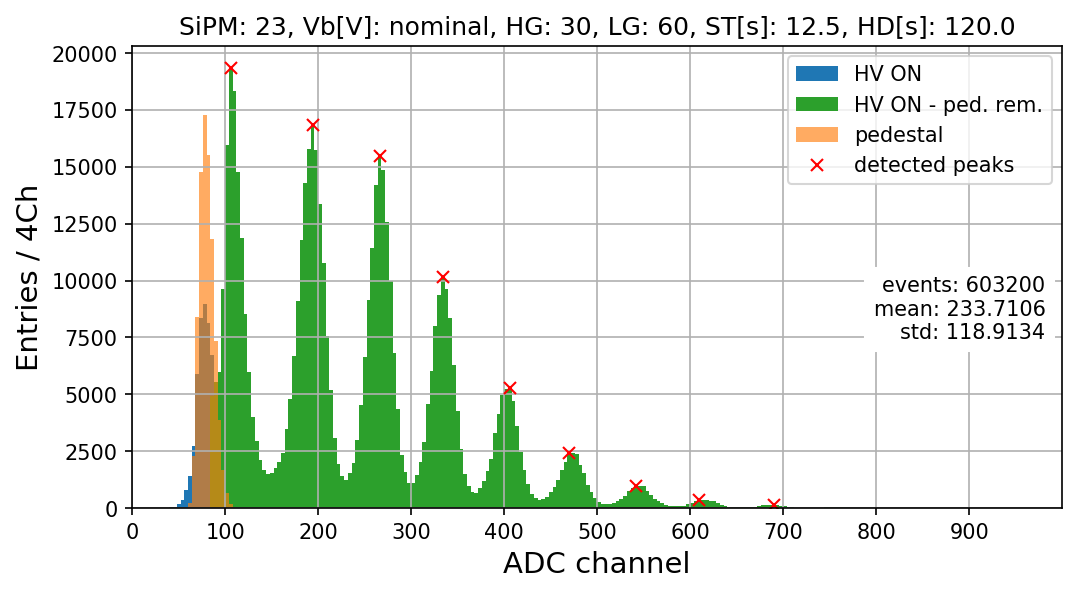 SiPM: 23, Vb[V]: nominal, HG: 30, LG: 60, ST[s]: 12.5, HD[s]: 120.0
Entries / 4Ch
20000
17500
15000
12500
10000
7500
5000
2500
0
HV ON
HV ON - ped. rem.
pedestal
detected peaks
events: 603200
mean: 233.7106
std: 118.9134
0 100 200 300 400 500 600 700 800 900
ADC channel